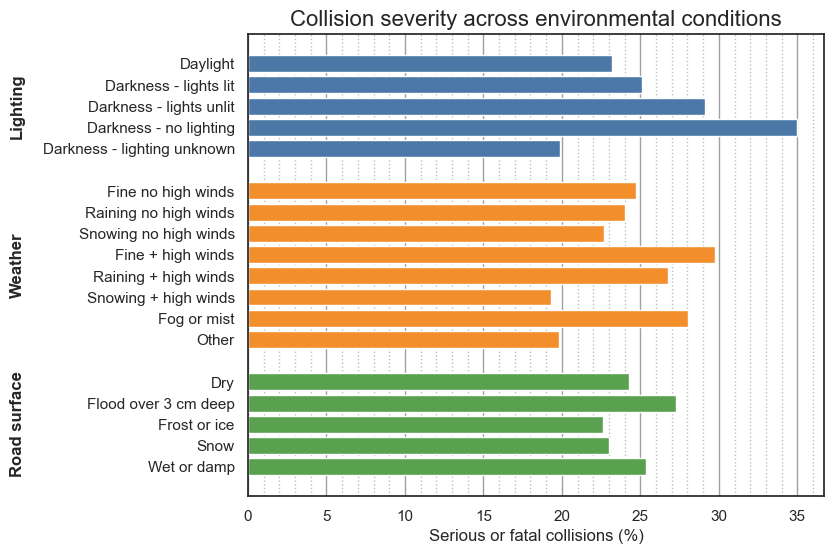 Collision severity across environmental conditions
Lighting
Daylight
Darkness - lights lit
Darkness - lights unlit
Darkness - no lighting
Darkness - lighting unknown
Weather
Fine no high winds
Raining no high winds
Snowing no high winds
Fine + high winds
Raining + high winds
Snowing + high winds
Fog or mist
Other
Road surface
Dry
Flood over 3 cm deep
Frost or ice
Snow
Wet or damp
0 5 10 15 20 25 30 35
Serious or fatal collisions (%)